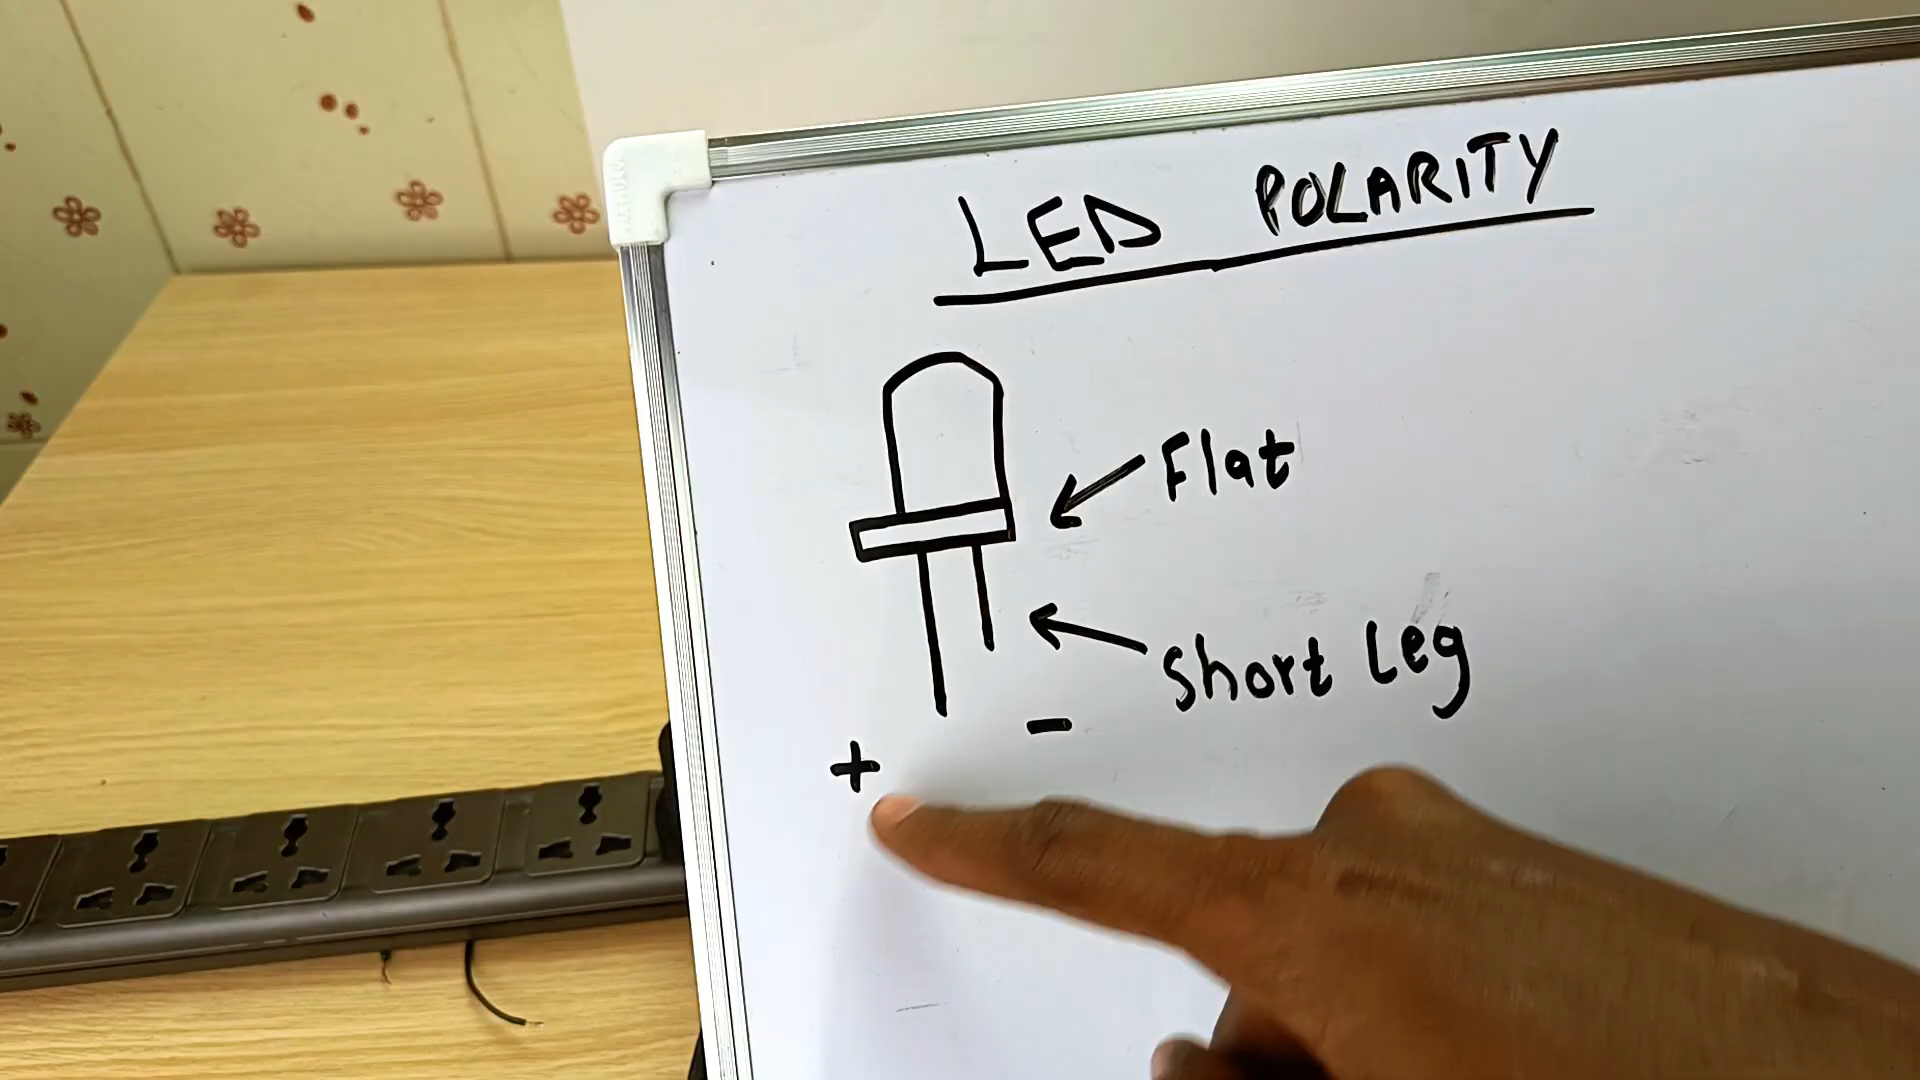 LED POLARITY
Flat
Short Leg
-
+